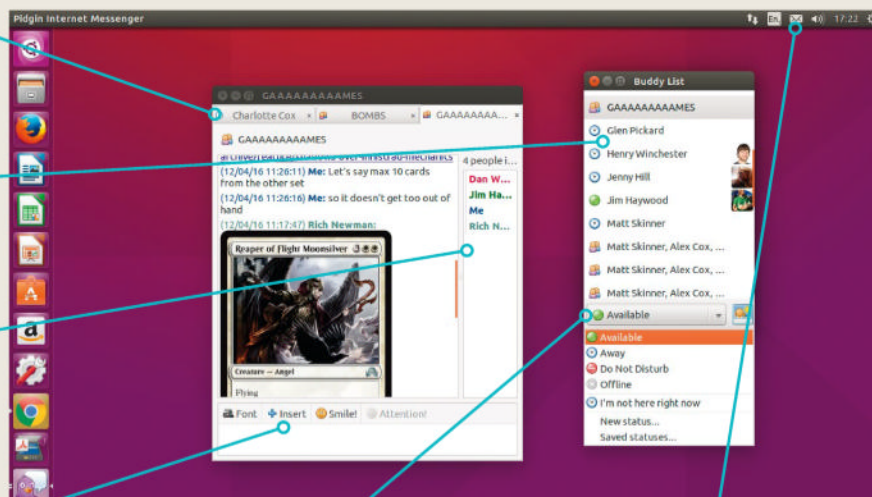 Pidgin Internet Messenger
En
17:22
GAAAAAAAAAAMES
Charlotte Cox
BOMBS
GAAAAAAAAA...
GAAAAAAAAAAMES
4 people i...
(12/04/16 11:26:11) Me: Let's say max 10 cards
from the other set
(12/04/16 11:26:16) Me: so it doesn't get too out of
hand
(12/04/16 11:17:47) Rich Newman:
Reaper of Flight Moonsilver
Creature — Angel
Flying
Dan W...
Jim Ha...
Me
Rich N...
Font
Insert
Smile!
Attention!
Buddy List
GAAAAAAAAAAMES
Glen Pickard
Henry Winchester
Jenny Hill
Jim Haywood
Matt Skinner
Matt Skinner, Alex Cox, ...
Matt Skinner, Alex Cox, ...
Matt Skinner, Alex Cox, ...
Available
Available
Away
Do Not Disturb
Offline
I'm not here right now
New status...
Saved statuses...